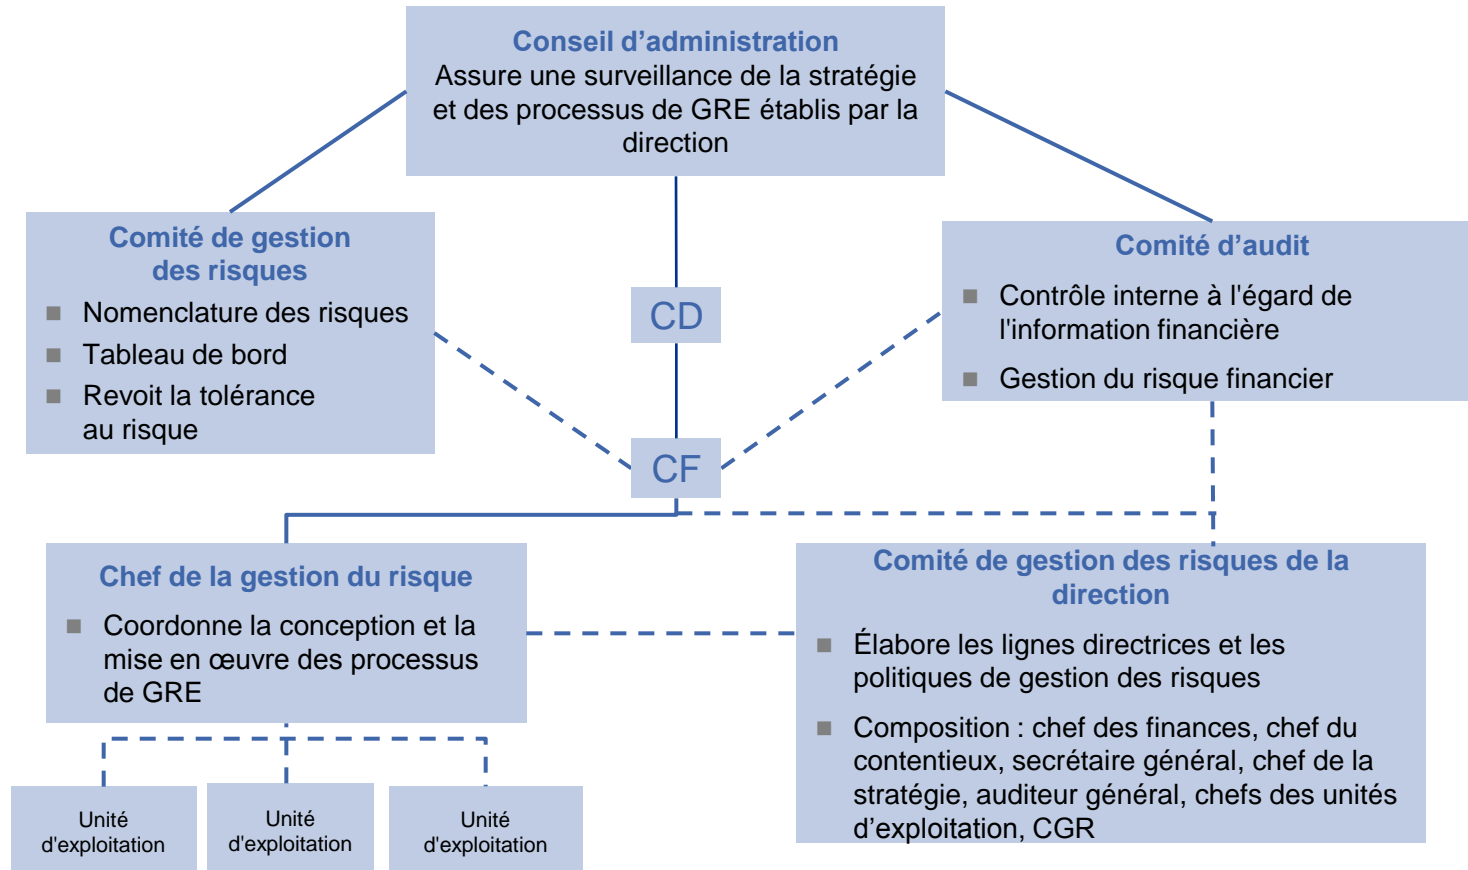 Conseil d’administration
Assure une surveillance de la stratégie
et des processus de GRE établis par la
direction
Comité de gestion
des risques
Nomenclature des risques
Tableau de bord
Revoit la tolérance
au risque
CD
Comité d’audit
Contrôle interne à l'égard de
l'information financière
Gestion du risque financier
CF
Chef de la gestion du risque
Coordonne la conception et la
mise en œuvre des processus
de GRE
Comité de gestion des risques de la
direction
Élabore les lignes directrices et les
politiques de gestion des risques
Composition : chef des finances, chef du
contentieux, secrétaire général, chef de la
stratégie, auditeur général, chefs des unités
d’exploitation, CGR
Unité
d'exploitation
Unité
d'exploitation
Unité
d'exploitation